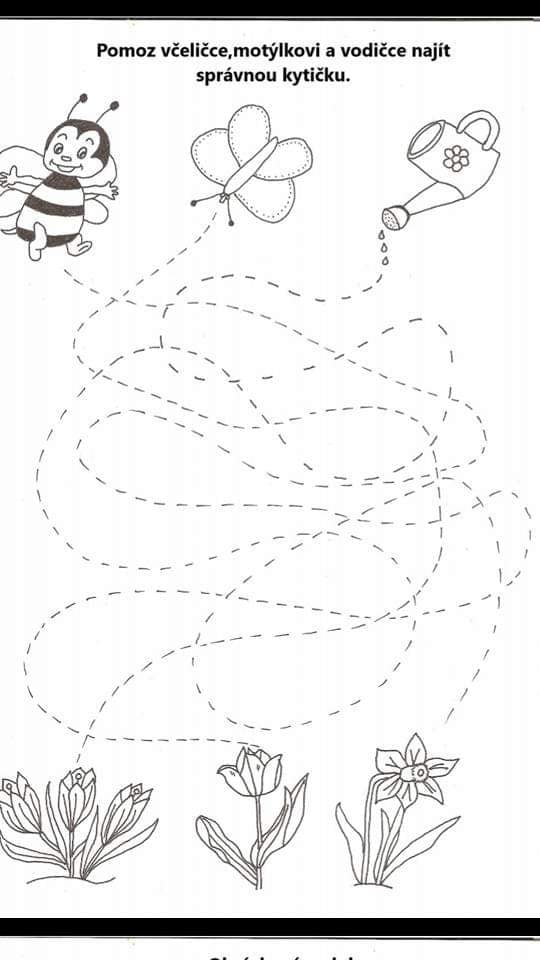 Pomoz včeličce,motýlkovi a vodičce najít
správnou kytičku.